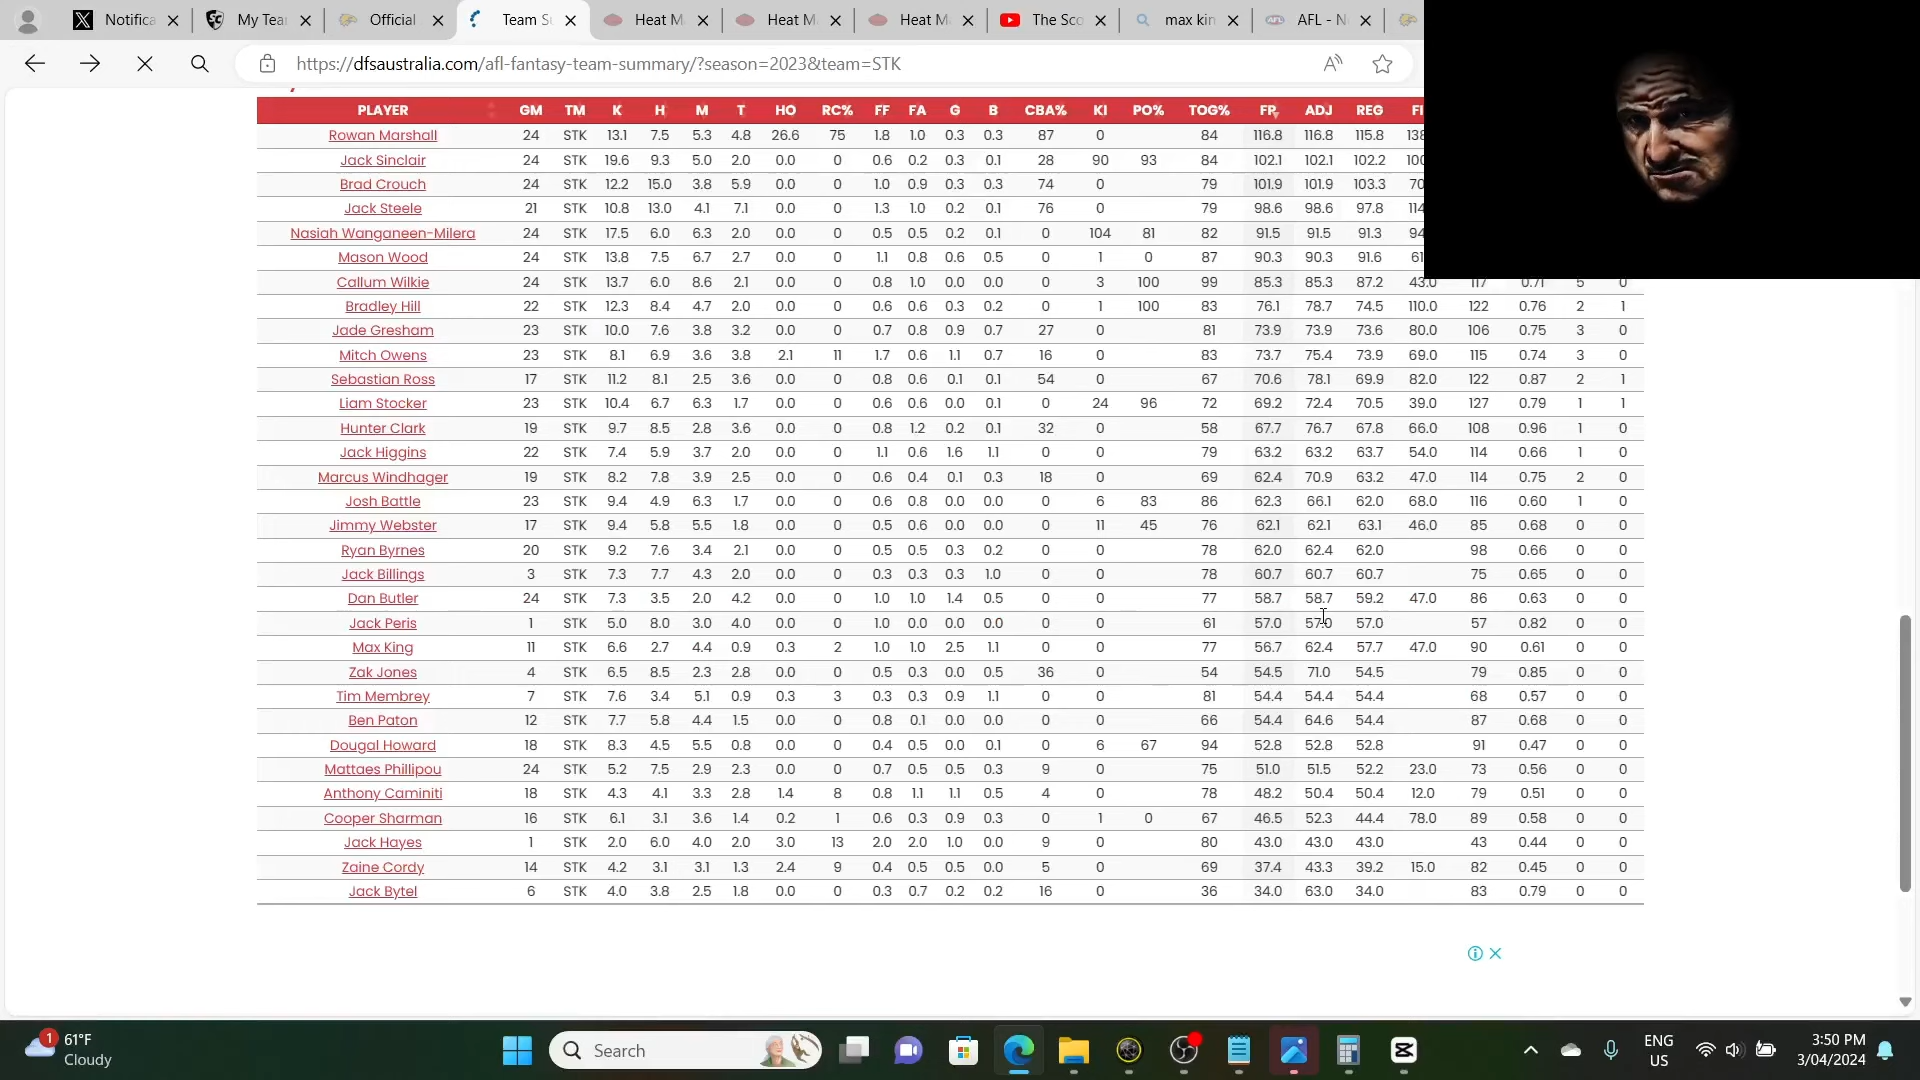 Notifica
My Tea
Official
Team S
Heat M
Heat M
Heat M
The Sco
max kin
AFL - N
https://dfsaustralia.com/afl-fantasy-team-summary/?season=2023&team=STK
PLAYER GM TM K H M T HO RC% FF FA G B CBA% KI PO% TOG% FP ADJ REG FI
Rowan Marshall 24 STK 13.1 7.5 5.3 4.8 26.6 75 1.8 1.0 0.3 0.3 87 0 84 116.8 116.8 115.8 138
Jack Sinclair 24 STK 19.6 9.3 5.0 2.0 0.0 0 0.6 0.2 0.3 0.1 28 90 93 84 102.1 102.1 102.2 100
Brad Crouch 24 STK 12.2 15.0 3.8 5.9 0.0 0 1.0 0.9 0.3 0.3 74 0 79 101.9 101.9 103.3 70
Jack Steele 21 STK 10.8 13.0 4.1 7.1 0.0 0 1.3 1.0 0.2 0.1 76 0 79 98.6 98.6 97.8 114
Nasiah Wanganeen-Milera 24 STK 17.5 6.0 6.3 2.0 0.0 0 0.5 0.5 0.2 0.1 0 104 81 82 91.5 91.5 91.3 94
Mason Wood 24 STK 13.8 7.5 6.7 2.7 0.0 0 1.1 0.8 0.6 0.5 0 1 0 87 90.3 90.3 91.6 61
Callum Wilkie 24 STK 13.7 6.0 8.6 2.1 0.0 0 0.8 1.0 0.0 0.0 0 3 100 99 85.3 85.3 87.2 43.0 117 0.71 5 0
Bradley Hill 22 STK 12.3 8.4 4.7 2.0 0.0 0 0.6 0.6 0.3 0.2 0 1 100 83 76.1 78.7 74.5 110.0 122 0.76 2 1
Jade Gresham 23 STK 10.0 7.6 3.8 3.2 0.0 0 0.7 0.8 0.9 0.7 27 0 81 73.9 73.9 73.6 80.0 106 0.75 3 0
Mitch Owens 23 STK 8.1 6.9 3.6 3.8 2.1 11 1.7 0.6 1.1 0.7 16 0 83 73.7 75.4 73.9 69.0 115 0.74 3 0
Sebastian Ross 17 STK 11.2 8.1 2.5 3.6 0.0 0 0.8 0.6 0.1 0.1 54 0 67 70.6 78.1 69.9 82.0 122 0.87 2 1
Liam Stocker 23 STK 10.4 6.7 6.3 1.7 0.0 0 0.6 0.6 0.0 0.1 0 24 96 72 69.2 72.4 70.5 39.0 127 0.79 1 1
Hunter Clark 19 STK 9.7 8.5 2.8 3.6 0.0 0 0.8 1.2 0.2 0.1 32 0 58 67.7 76.7 67.8 66.0 108 0.96 1 0
Jack Higgins 22 STK 7.4 5.9 3.7 2.0 0.0 0 1.1 0.6 1.6 1.1 0 0 79 63.2 63.2 63.7 54.0 114 0.66 1 0
Marcus Windhager 19 STK 8.2 7.8 3.9 2.5 0.0 0 0.6 0.4 0.1 0.3 18 0 69 62.4 70.9 63.2 47.0 114 0.75 2 0
Josh Battle 23 STK 9.4 4.9 6.3 1.7 0.0 0 0.6 0.8 0.0 0.0 0 6 83 86 62.3 66.1 62.0 68.0 116 0.60 1 0
Jimmy Webster 17 STK 9.4 5.8 5.5 1.8 0.0 0 0.5 0.6 0.0 0.0 0 11 45 76 62.1 62.1 63.1 46.0 85 0.68 0 0
Ryan Byrnes 20 STK 9.2 7.6 3.4 2.1 0.0 0 0.5 0.5 0.3 0.2 0 0 78 62.0 62.4 62.0 98 0.66 0 0
Jack Billings 3 STK 7.3 7.7 4.3 2.0 0.0 0 0.3 0.3 0.3 1.0 0 0 78 60.7 60.7 60.7 75 0.65 0 0
Dan Butler 24 STK 7.3 3.5 2.0 4.2 0.0 0 1.0 1.0 1.4 0.5 0 0 77 58.7 58.7 59.2 47.0 86 0.63 0 0
Jack Peris 1 STK 5.0 8.0 3.0 4.0 0.0 0 1.0 0.0 0.0 0.0 0 0 61 57.0 57.0 57.0 57 0.82 0 0
Max King 11 STK 6.6 2.7 4.4 0.9 0.3 2 1.0 1.0 2.5 1.1 0 0 77 56.7 62.4 57.7 47.0 90 0.61 0 0
Zak Jones 4 STK 6.5 8.5 2.3 2.8 0.0 0 0.5 0.3 0.0 0.5 36 0 54 54.5 71.0 54.5 79 0.85 0 0
Tim Membrey 7 STK 7.6 3.4 5.1 0.9 0.3 3 0.3 0.3 0.9 1.1 0 0 81 54.4 54.4 54.4 68 0.57 0 0
Ben Paton 12 STK 7.7 5.8 4.4 1.5 0.0 0 0.8 0.1 0.0 0.0 0 0 66 54.4 64.6 54.4 87 0.68 0 0
Dougal Howard 18 STK 8.3 4.5 5.5 0.8 0.0 0 0.4 0.5 0.0 0.1 0 6 67 94 52.8 52.8 52.8 91 0.47 0 0
Mattaes Phillipou 24 STK 5.2 7.5 2.9 2.3 0.0 0 0.7 0.5 0.5 0.3 9 0 75 51.0 51.5 52.2 23.0 73 0.56 0 0
Anthony Caminiti 18 STK 4.3 4.1 3.3 2.8 1.4 8 0.8 1.1 1.1 0.5 4 0 78 48.2 50.4 50.4 12.0 79 0.51 0 0
Cooper Sharman 16 STK 6.1 3.1 3.6 1.4 0.2 1 0.6 0.3 0.9 0.3 0 1 0 67 46.5 52.3 44.4 78.0 89 0.58 0 0
Jack Hayes 1 STK 2.0 6.0 4.0 2.0 3.0 13 2.0 2.0 1.0 0.0 9 0 80 43.0 43.0 43.0 43 0.44 0 0
Zaine Cordy 14 STK 4.2 3.1 3.1 1.3 2.4 9 0.4 0.5 0.5 0.0 5 0 69 37.4 43.3 39.2 15.0 82 0.45 0 0
Jack Bytel 6 STK 4.0 3.8 2.5 1.8 0.0 0 0.3 0.7 0.2 0.2 16 0 36 34.0 63.0 34.0 83 0.79 0 0
1
61°F
Cloudy
Search
ENG
US
3:50 PM
3/04/2024